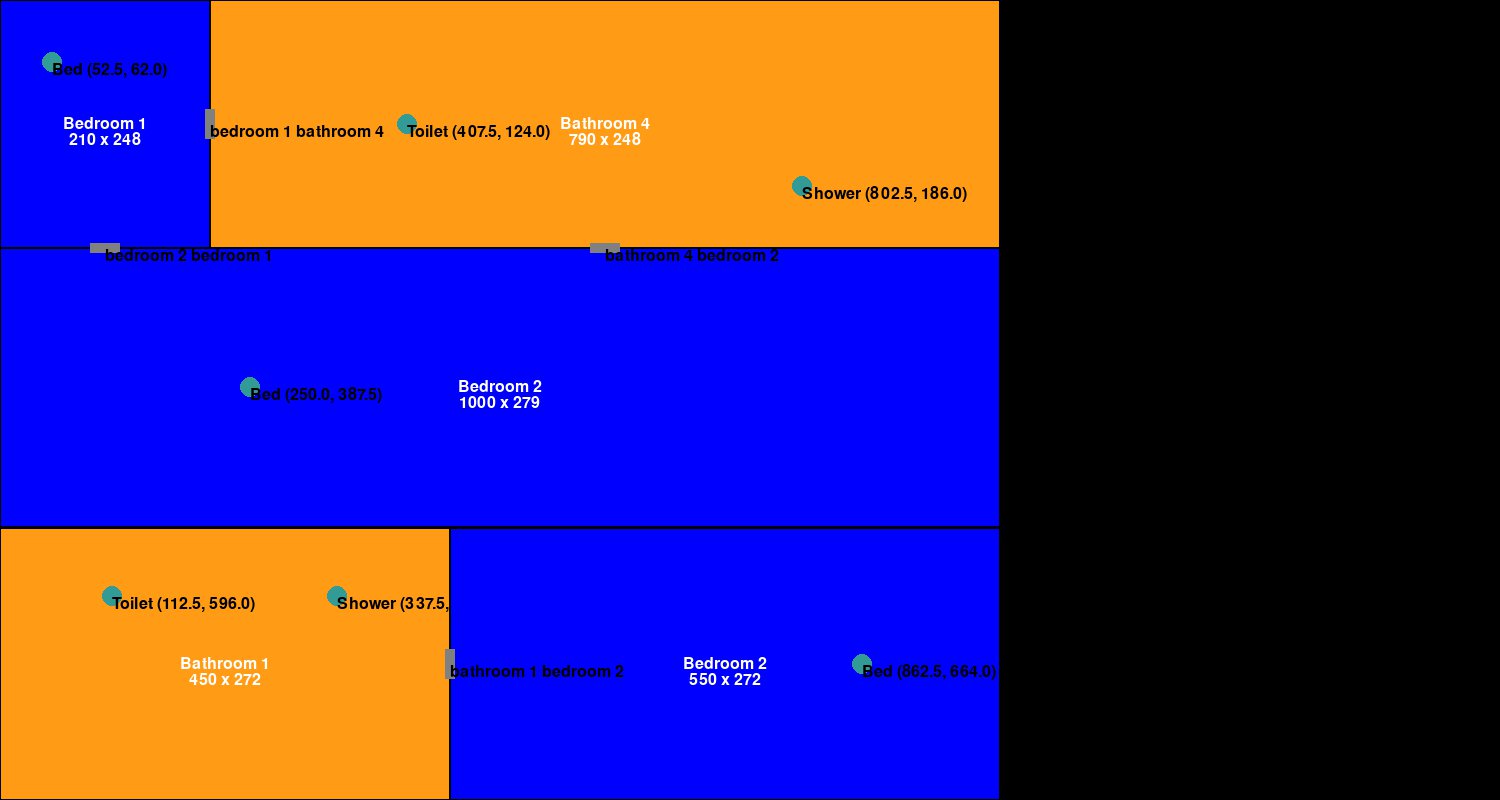 Bed (52.5, 62.0)
Bedroom 1
210 x 248
bedroom 1 bathroom 4
Toilet (407.5, 124.0)
Bathroom 4
790 x 248
Shower (802.5, 186.0)
bedroom 2 bedroom 1
bathroom 4 bedroom 2
Bed (250.0, 387.5)
Bedroom 2
1000 x 279
Toilet (112.5, 596.0)
Shower (337.5,
Bathroom 1
450 x 272
bathroom 1 bedroom 2
Bedroom 2
550 x 272
Bed (862.5, 664.0)